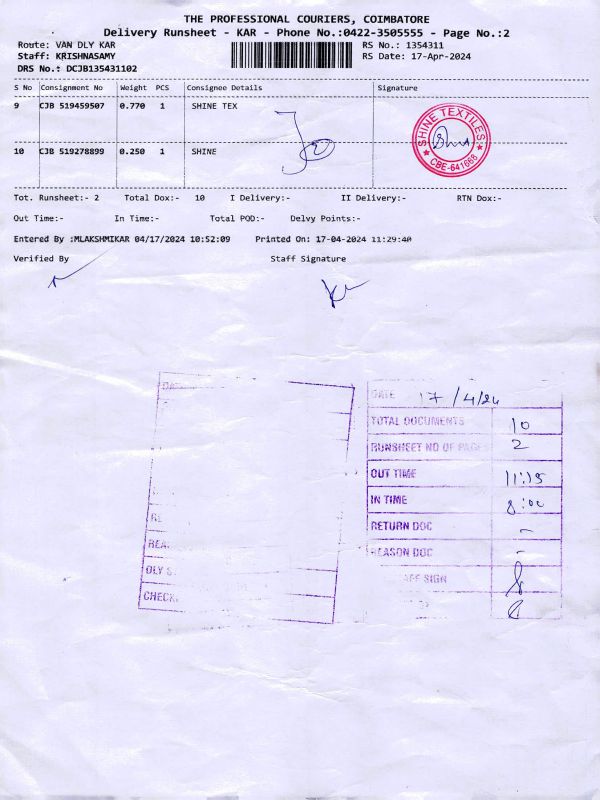 THE PROFESSIONAL COURIERS, COIMBATORE
Delivery Runsheet - KAR - Phone No.:0422-3505555 - Page No.:2
Route: VAN DLY KAR
RS No.: 1354311
Staff: KRISHNASAMY
RS Date: 17-Apr-2024
DRS No.: DCJB135431102
S No Consignment No Weight PCS Consignee Details Signature
9 CJB 519459507 0.770 1 SHINE TEX
SHINE TEXTILES
CBE-641668
10 CJB 519278899 0.250 1 SHINE
Tot. Runsheet:- 2 Total Dox:- 10 I Delivery:- II Delivery:- RTN Dox:-
Out Time:- In Time:- Total POD:- Delvy Points:-
Entered By :MLAKSHMIKAR 04/17/2024 10:52:09 Printed On: 17-04-2024 11:29:40
Verified By Staff Signature
DATE 17/4/24
TOTAL DOCUMENTS 10
RUNSHEET NO OF PAGES 2
OUT TIME 11:15
IN TIME 8:00
RETURN DOC -
REASON DOC -
SIGN
DLY S
CHECK